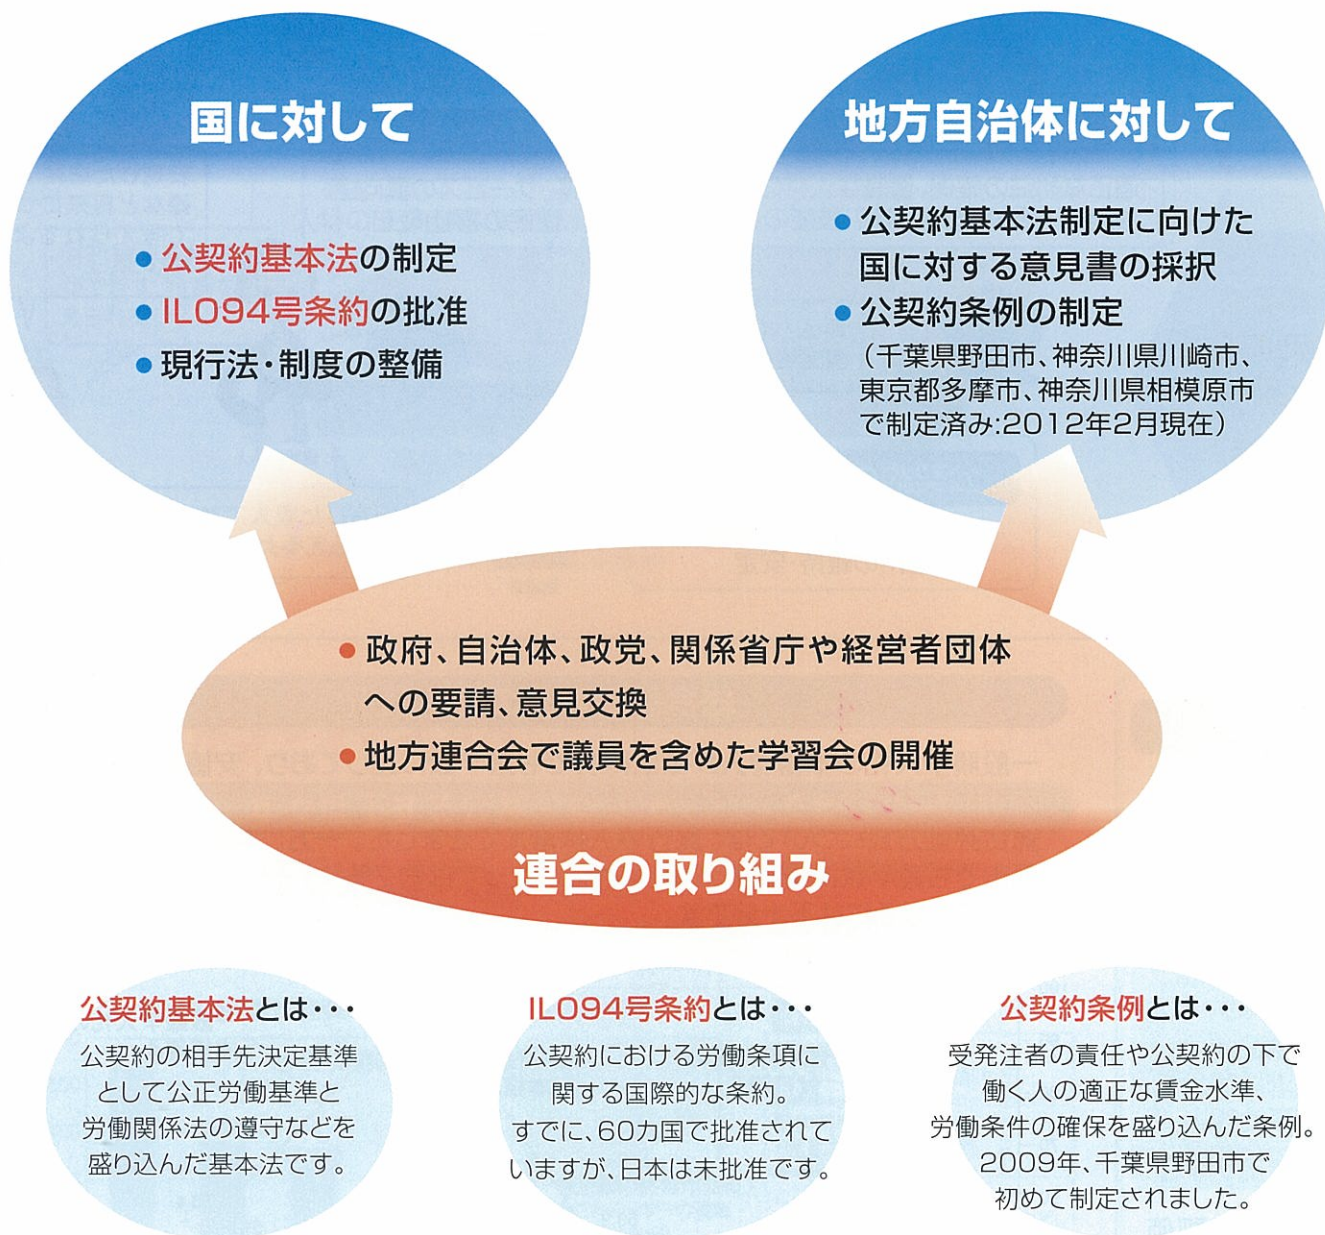 国に対して
●公契約基本法の制定
●ILO94号条約の批准
●現行法・制度の整備
地方自治体に対して
●公契約基本法制定に向けた
国に対する意見書の採択
●公契約条例の制定
（千葉県野田市、神奈川県川崎市、
東京都多摩市、神奈川県相模原市
で制定済み:2012年2月現在）
●政府、自治体、政党、関係省庁や経営者団体
への要請、意見交換
●地方連合会で議員を含めた学習会の開催
連合の取り組み
公契約基本法とは・・・
公契約の相手先決定基準
として公正労働基準と
労働関係法の遵守などを
盛り込んだ基本法です。
ILO94号条約とは・・・
公契約における労働条項に
関する国際的な条約。
すでに、60カ国で批准されて
いますが、日本は未批准です。
公契約条例とは・・・
受発注者の責任や公契約の下で
働く人の適正な賃金水準、
労働条件の確保を盛り込んだ条例。
2009年、千葉県野田市で
初めて制定されました。